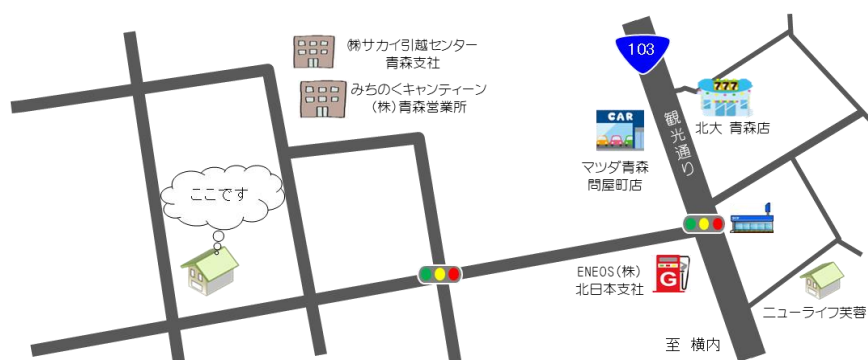 (株)サカイ引越センター
青森支社
みちのくキャンティーン
(株)青森営業所
103
777
北大 青森店
CAR
マツダ青森
問屋町店
観光通り
ここです
ENEOS(株)
北日本支社
G
ニューライフ芙蓉
至 横内